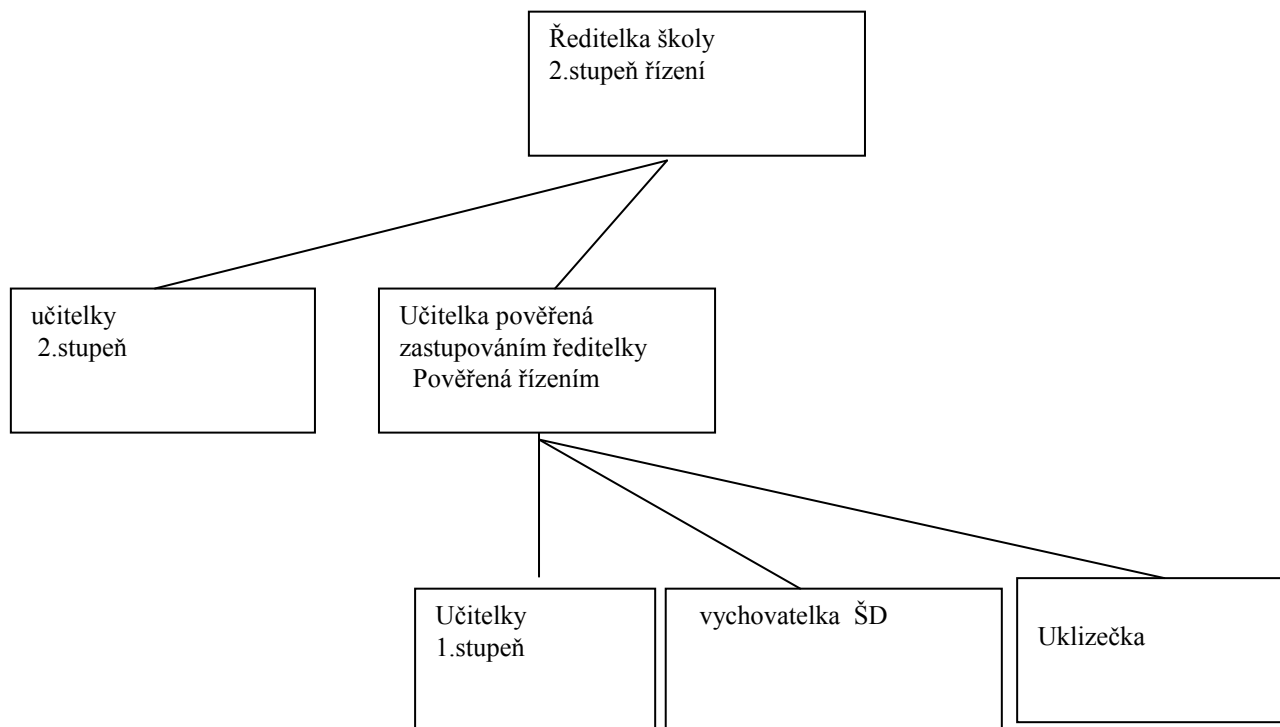 Ředitelka školy
2.stupeň řízení
učitelky
2.stupeň
Učitelka pověřená
zastupováním ředitelky
Pověřená řízením
Učitelky
1.stupeň
vychovatelka ŠD
Uklizečka